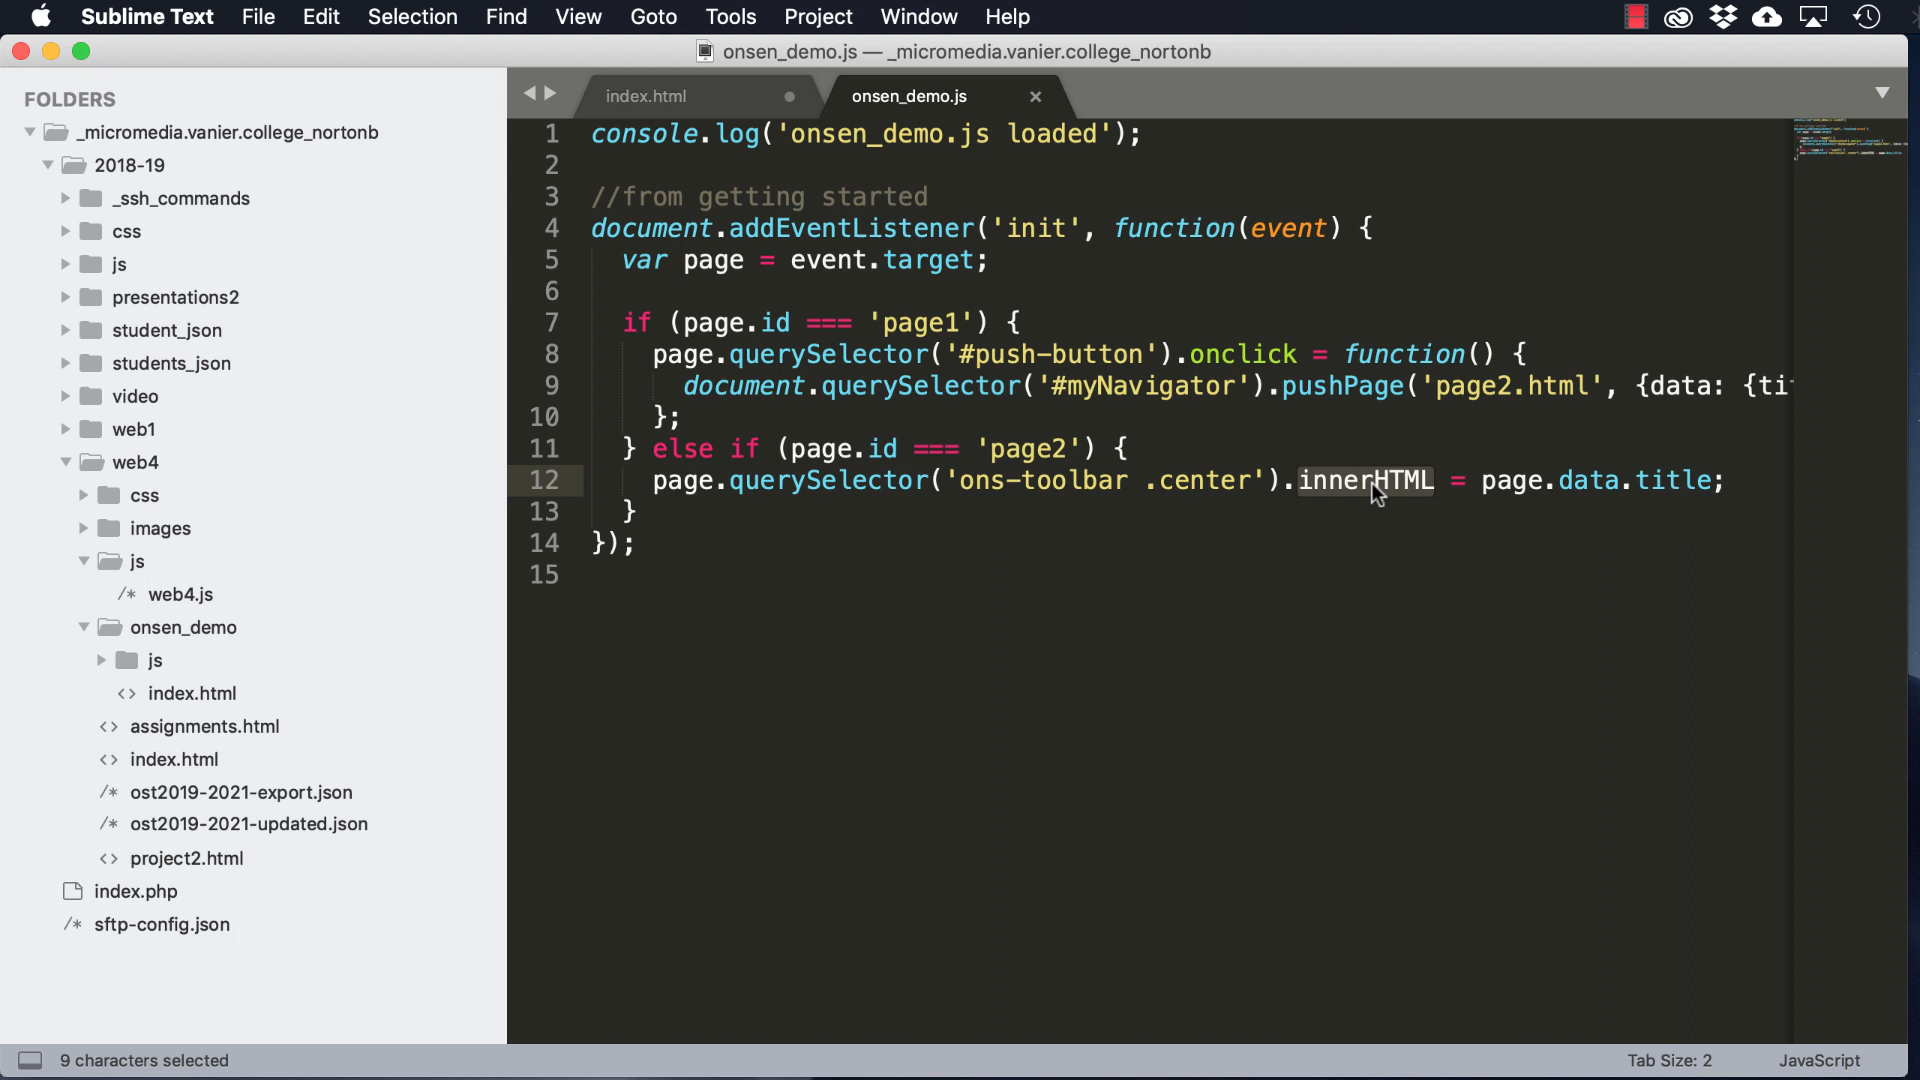 Sublime Text File Edit Selection Find View Goto Tools Project Window Help
onsen_demo.js — _micromedia.vanier.college_nortonb
FOLDERS
_micromedia.vanier.college_nortonb
2018-19
_ssh_commands
css
js
presentations2
student_json
students_json
video
web1
web4
css
images
js
/* web4.js
onsen_demo
js
<> index.html
<> assignments.html
<> index.html
/* ost2019-2021-export.json
/* ost2019-2021-updated.json
<> project2.html
index.php
/* sftp-config.json
index.html
onsen_demo.js ×
1 console.log('onsen_demo.js loaded');
2
3 //from getting started
4 document.addEventListener('init', function(event) {
5 var page = event.target;
6
7 if (page.id === 'page1') {
8 page.querySelector('#push-button').onclick = function() {
9 document.querySelector('#myNavigator').pushPage('page2.html', {data: {ti
10 };
11 } else if (page.id === 'page2') {
12 page.querySelector('ons-toolbar .center').innerHTML = page.data.title;
13 }
14 });
15
9 characters selected
Tab Size: 2
JavaScript